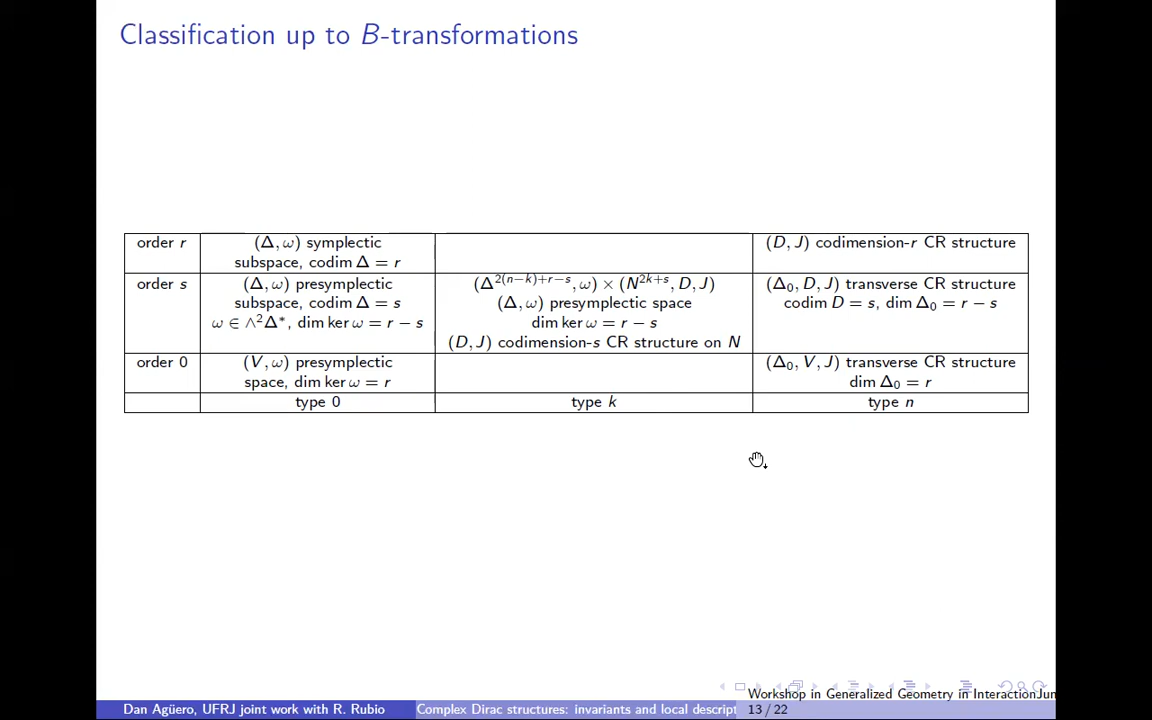 Classification up to B-transformations
order r
(Δ, ω) symplectic
subspace, codim Δ = r
(D, J) codimension-r CR structure
order s
(Δ, ω) presymplectic
subspace, codim Δ = s
ω ∈ ∧²Δ*, dim ker ω = r − s
(Δ²⁽ⁿ⁻ᵏ⁾⁺ʳ⁻ˢ, ω) × (N²ᵏ⁺ˢ, D, J)
(Δ, ω) presymplectic space
dim ker ω = r − s
(D, J) codimension-s CR structure on N
(Δ₀, D, J) transverse CR structure
codim D = s, dim Δ₀ = r − s
order 0
(V, ω) presymplectic
space, dim ker ω = r
(Δ₀, V, J) transverse CR structure
dim Δ₀ = r
type 0
type k
type n
Workshop in Generalized Geometry in InteractionJun
Dan Agüero, UFRJ joint work with R. Rubio
Complex Dirac structures: invariants and local descript
13 / 22